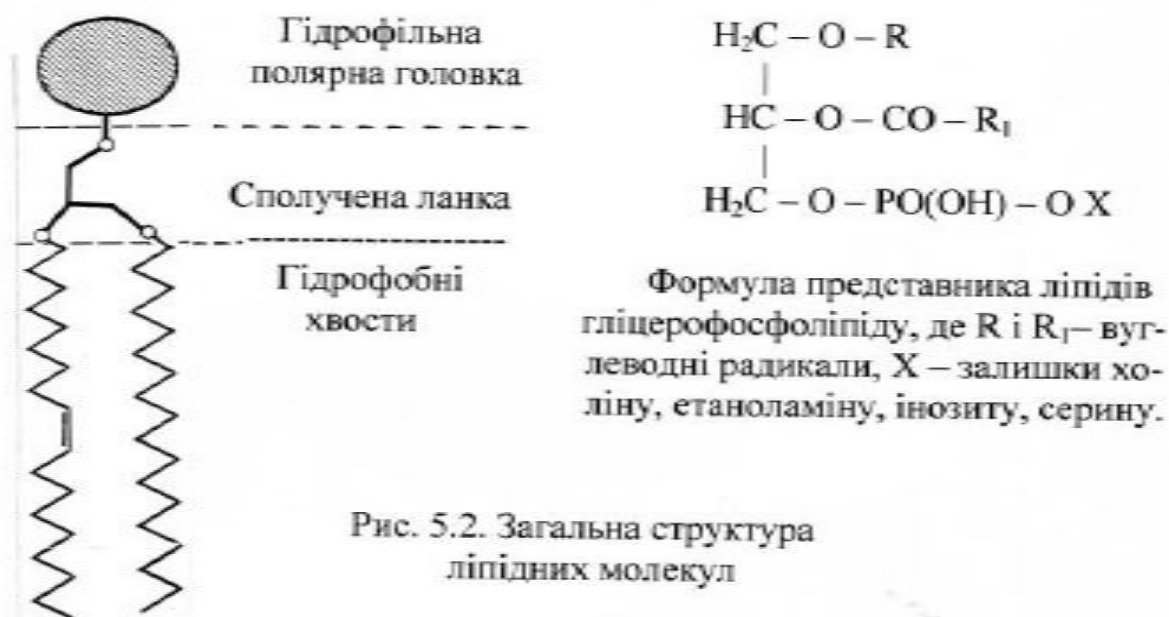 Гідрофільна
полярна головка
Сполучена ланка
Гідрофобні
хвости
H₂C – O – R
|
HC – O – CO – R₁
|
H₂C – O – PO(OH) – O X
Формула представника ліпідів
гліцерофосфоліпіду, де R і R₁– вуг-
леводні радикали, X – залишки хо-
ліну, етаноламіну, інозиту, серину.
Рис. 5.2. Загальна структура
ліпідних молекул